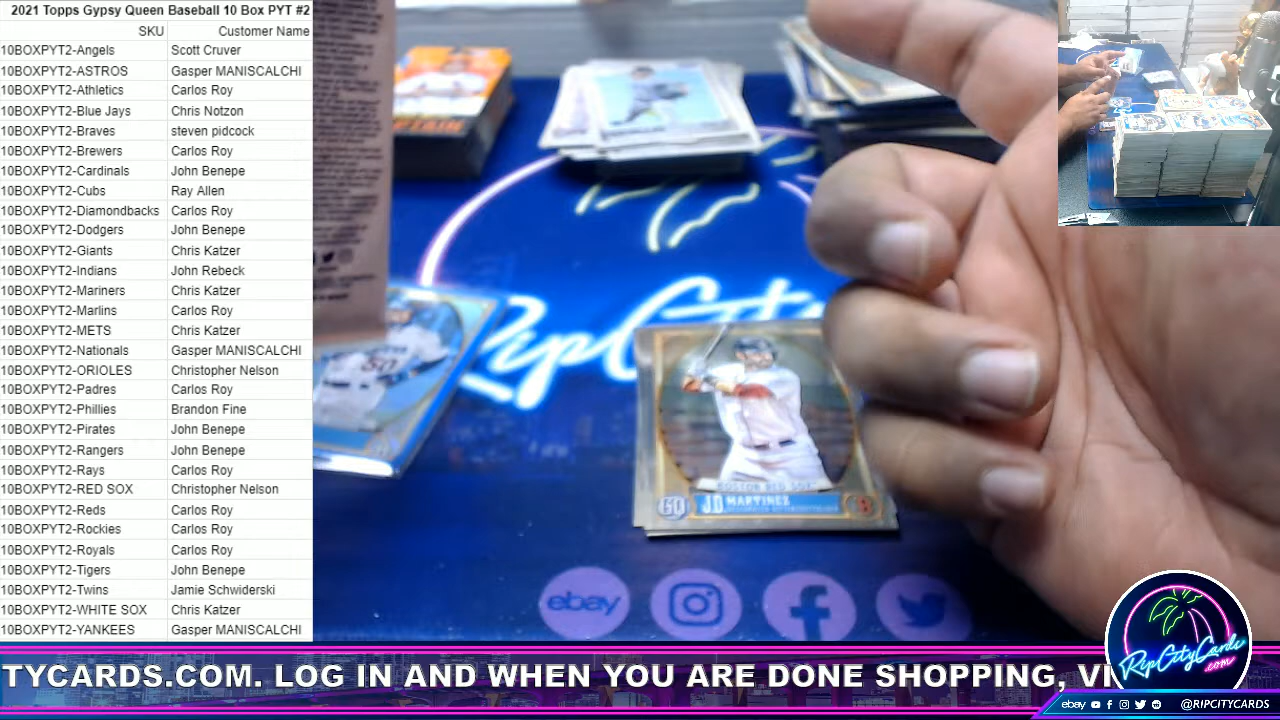 2021 Topps Gypsy Queen Baseball 10 Box PYT #2
SKU Customer Name
10BOXPYT2-Angels Scott Cruver
10BOXPYT2-ASTROS Gasper MANISCALCHI
10BOXPYT2-Athletics Carlos Roy
10BOXPYT2-Blue Jays Chris Notzon
10BOXPYT2-Braves steven pidcock
10BOXPYT2-Brewers Carlos Roy
10BOXPYT2-Cardinals John Benepe
10BOXPYT2-Cubs Ray Allen
10BOXPYT2-Diamondbacks Carlos Roy
10BOXPYT2-Dodgers John Benepe
10BOXPYT2-Giants Chris Katzer
10BOXPYT2-Indians John Rebeck
10BOXPYT2-Mariners Chris Katzer
10BOXPYT2-Marlins Carlos Roy
10BOXPYT2-METS Chris Katzer
10BOXPYT2-Nationals Gasper MANISCALCHI
10BOXPYT2-ORIOLES Christopher Nelson
10BOXPYT2-Padres Carlos Roy
10BOXPYT2-Phillies Brandon Fine
10BOXPYT2-Pirates John Benepe
10BOXPYT2-Rangers John Benepe
10BOXPYT2-Rays Carlos Roy
10BOXPYT2-RED SOX Christopher Nelson
10BOXPYT2-Reds Carlos Roy
10BOXPYT2-Rockies Carlos Roy
10BOXPYT2-Royals Carlos Roy
10BOXPYT2-Tigers John Benepe
10BOXPYT2-Twins Jamie Schwiderski
10BOXPYT2-WHITE SOX Chris Katzer
10BOXPYT2-YANKEES Gasper MANISCALCHI
RipCit
BOSTON RED SOX
GQ JD MARTINEZ
ebay
TYCARDS.COM. LOG IN AND WHEN YOU ARE DONE SHOPPING, VI
RipCityCards
.com
ebay @RIPCITYCARDS